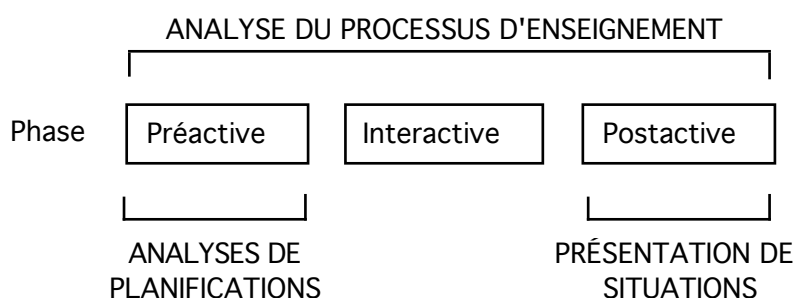 ANALYSE DU PROCESSUS D'ENSEIGNEMENT
Phase Préactive Interactive Postactive
ANALYSES DE PLANIFICATIONS
PRÉSENTATION DE SITUATIONS